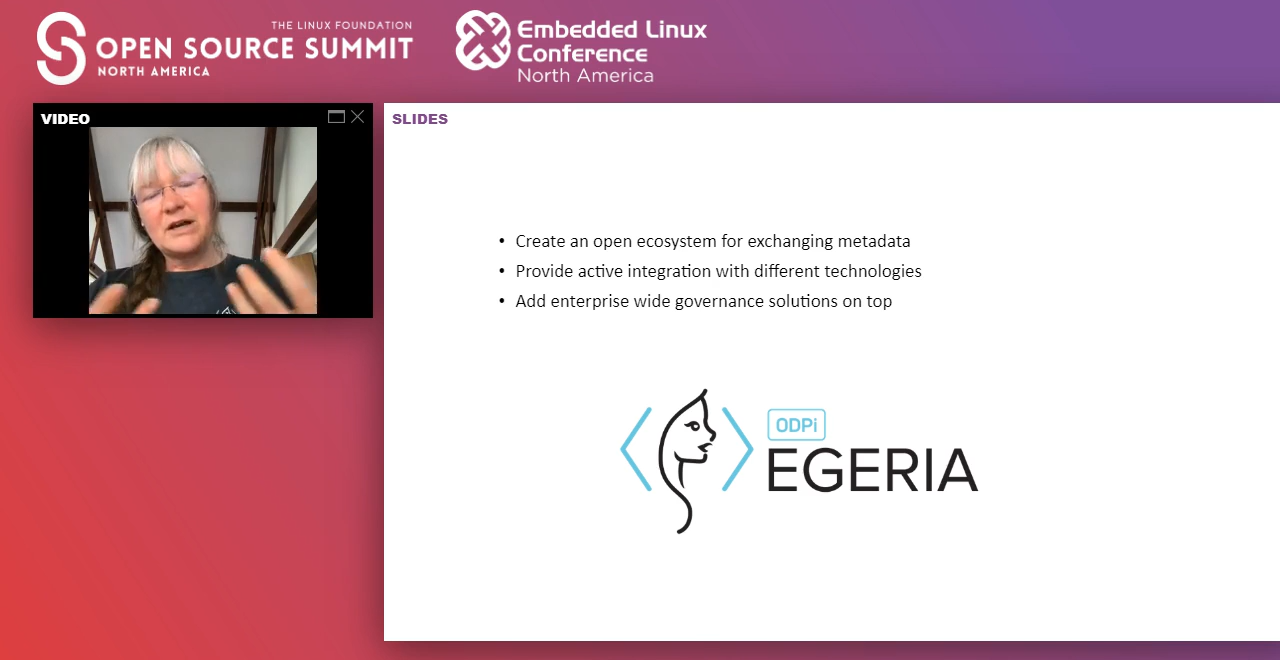 THE LINUX FOUNDATION
OPEN SOURCE SUMMIT
NORTH AMERICA
Embedded Linux
Conference
North America
VIDEO
SLIDES
• Create an open ecosystem for exchanging metadata
• Provide active integration with different technologies
• Add enterprise wide governance solutions on top
ODPi
EGERIA